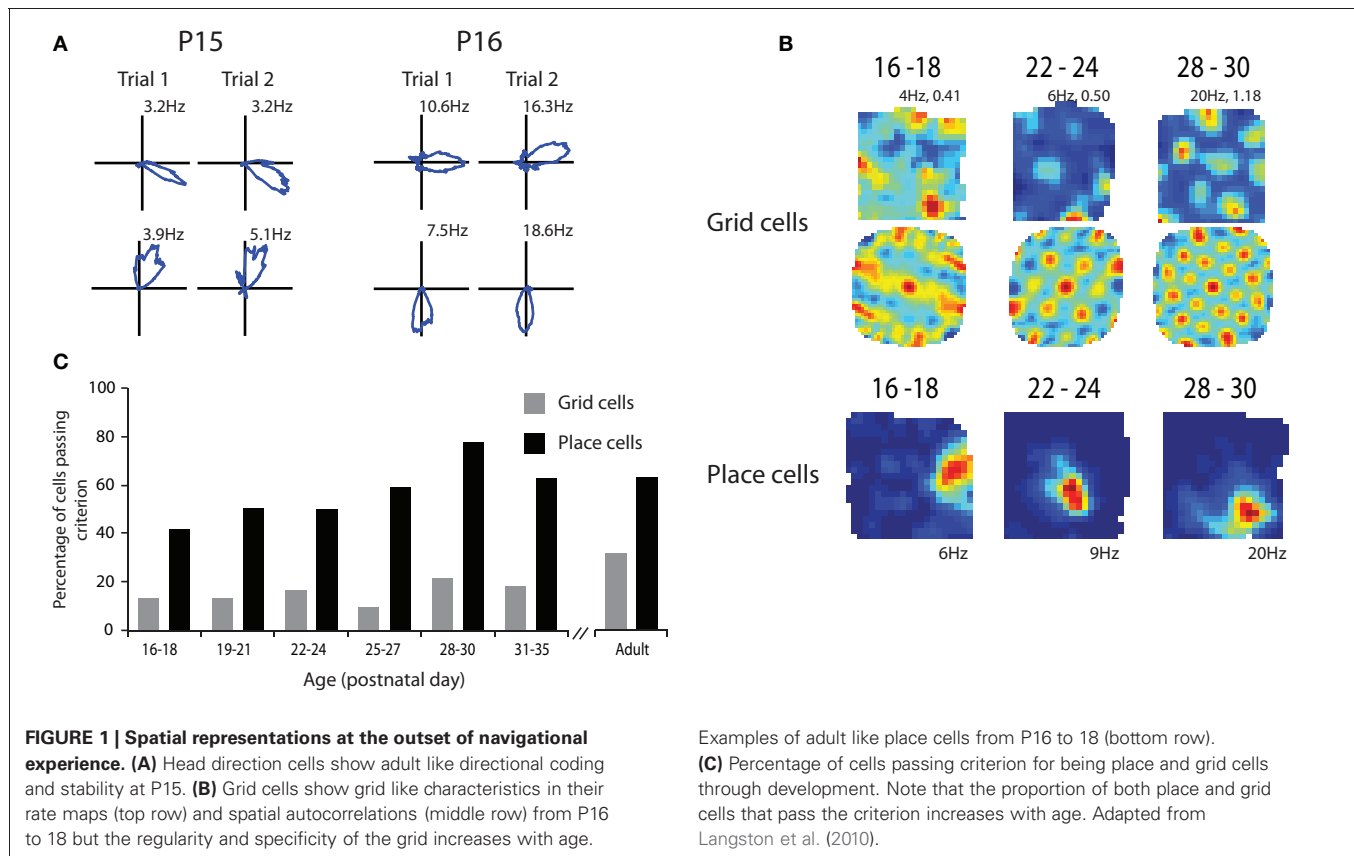 A
P15
P16
Trial 1
Trial 2
Trial 1
Trial 2
3.2Hz
3.2Hz
10.6Hz
16.3Hz
3.9Hz
5.1Hz
7.5Hz
18.6Hz
B
16 -18
22 - 24
28 - 30
4Hz, 0.41
6Hz, 0.50
20Hz, 1.18
Grid cells
16 -18
22 - 24
28 - 30
Place cells
6Hz
9Hz
20Hz
C
Percentage of cells passing
criterion
100
80
60
40
20
0
Grid cells
Place cells
16-18
19-21
22-24
25-27
28-30
31-35
//
Adult
Age (postnatal day)
FIGURE 1 | Spatial representations at the outset of navigational
experience. (A) Head direction cells show adult like directional coding
and stability at P15. (B) Grid cells show grid like characteristics in their
rate maps (top row) and spatial autocorrelations (middle row) from P16
to 18 but the regularity and specificity of the grid increases with age.
Examples of adult like place cells from P16 to 18 (bottom row).
(C) Percentage of cells passing criterion for being place and grid cells
through development. Note that the proportion of both place and grid
cells that pass the criterion increases with age. Adapted from
Langston et al. (2010).